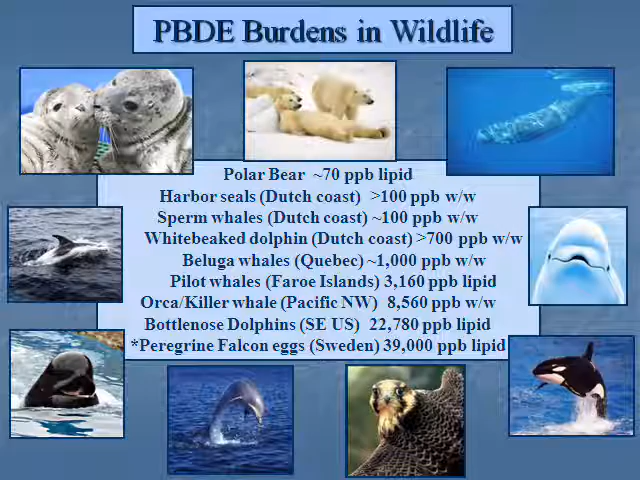 PBDE Burdens in Wildlife
Polar Bear ~70 ppb lipid
Harbor seals (Dutch coast) >100 ppb w/w
Sperm whales (Dutch coast) ~100 ppb w/w
Whitebeaked dolphin (Dutch coast) >700 ppb w/w
Beluga whales (Quebec) ~1,000 ppb w/w
Pilot whales (Faroe Islands) 3,160 ppb lipid
Orca/Killer whale (Pacific NW) 8,560 ppb w/w
Bottlenose Dolphins (SE US) 22,780 ppb lipid
*Peregrine Falcon eggs (Sweden) 39,000 ppb lipid